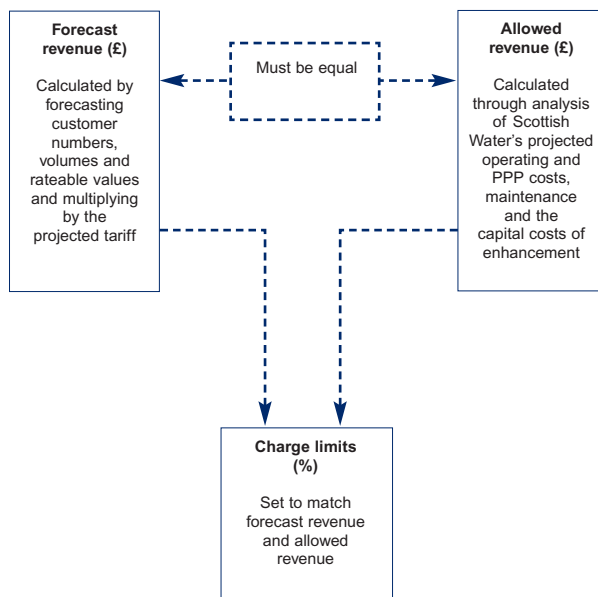 Forecast
revenue (£)
Calculated by
forecasting
customer
numbers,
volumes and
rateable values
and multiplying
by the
projected tariff
Must be equal
Allowed
revenue (£)
Calculated
through analysis
of Scottish
Water's projected
operating and
PPP costs,
maintenance
and the
capital costs of
enhancement
Charge limits
(%)
Set to match
forecast revenue
and allowed
revenue